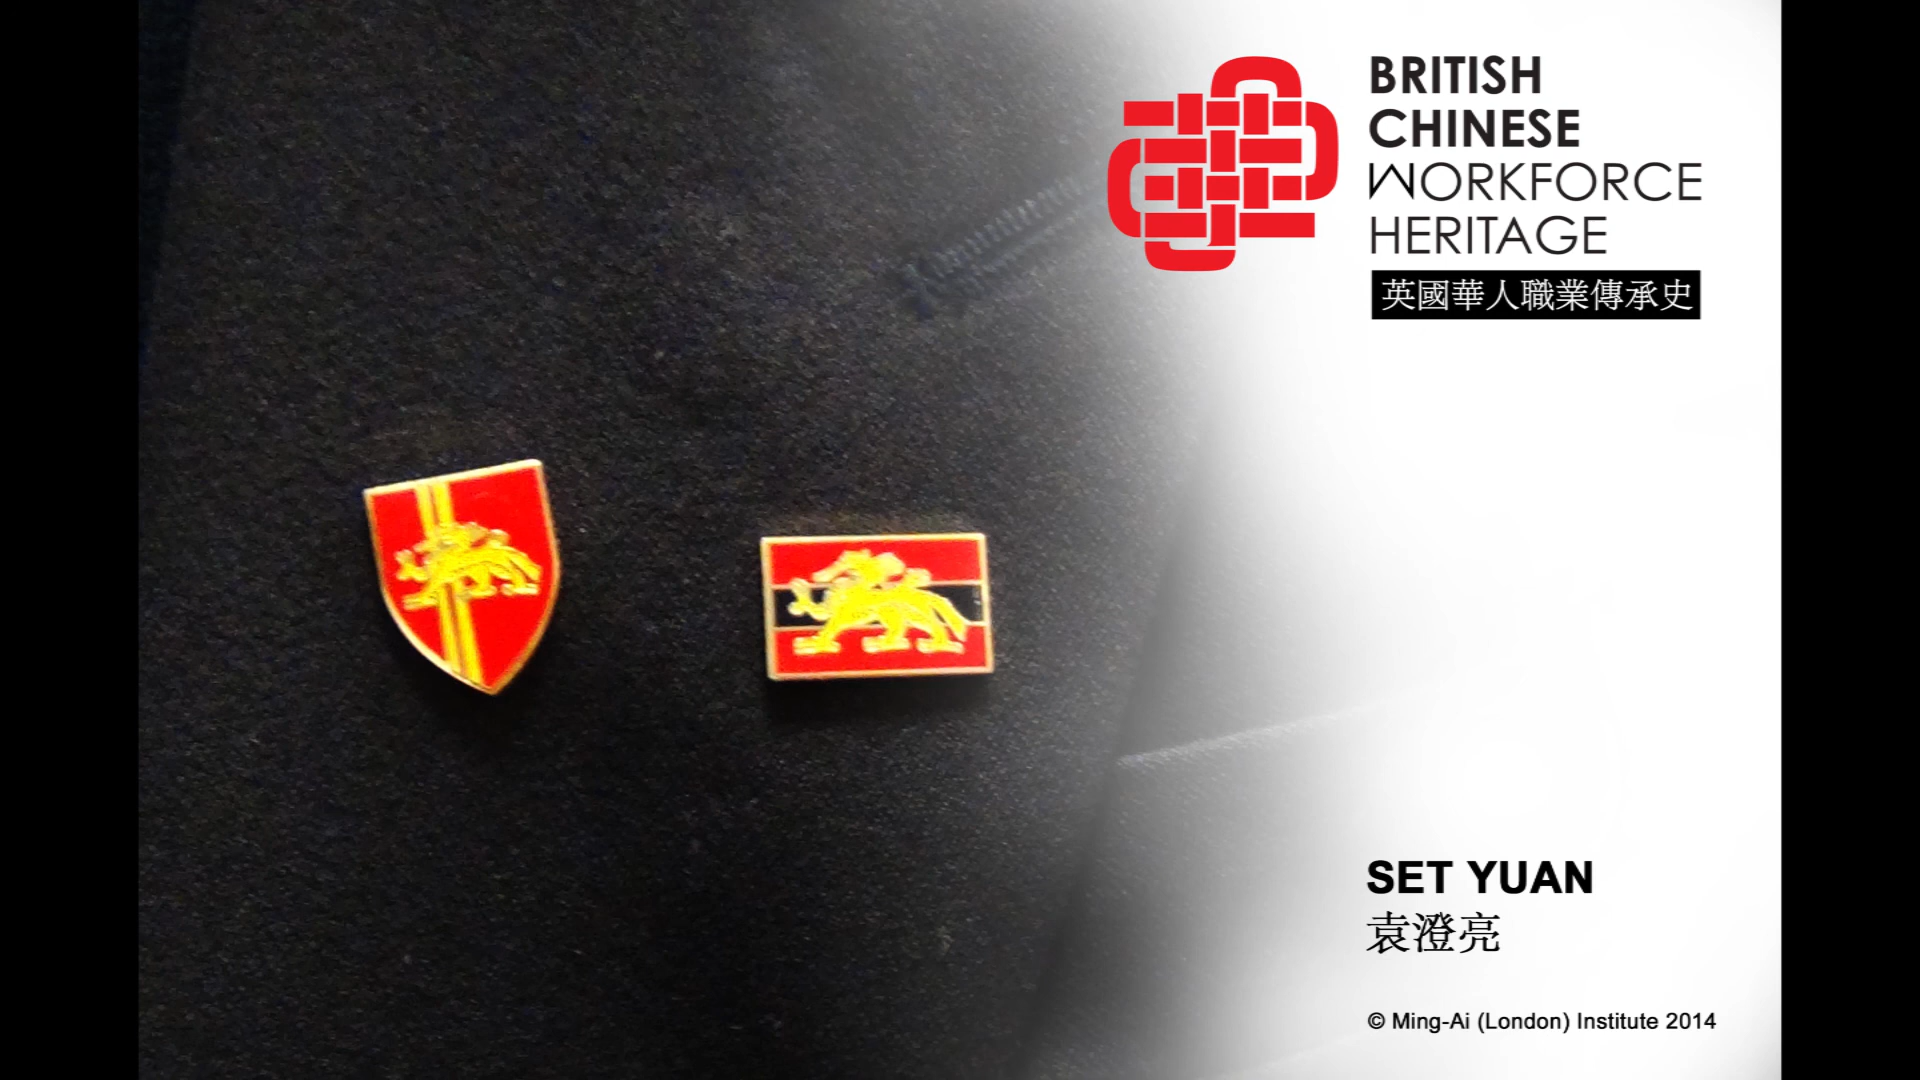 BRITISH
CHINESE
WORKFORCE
HERITAGE
英國華人職業傳承史
SET YUAN
袁澄亮
© Ming-Ai (London) Institute 2014